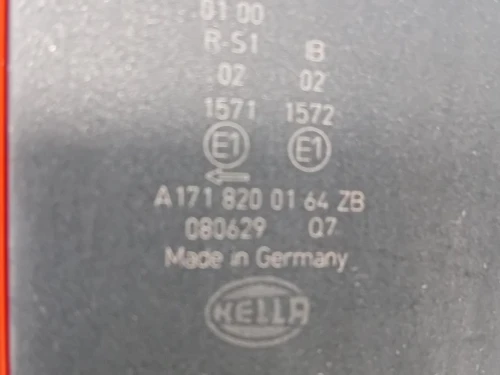 01 00
R-S1 B
02 02
1571 1572
E1 E1
A 171 820 01 64 ZB
080629 Q7
Made in Germany
HELLA